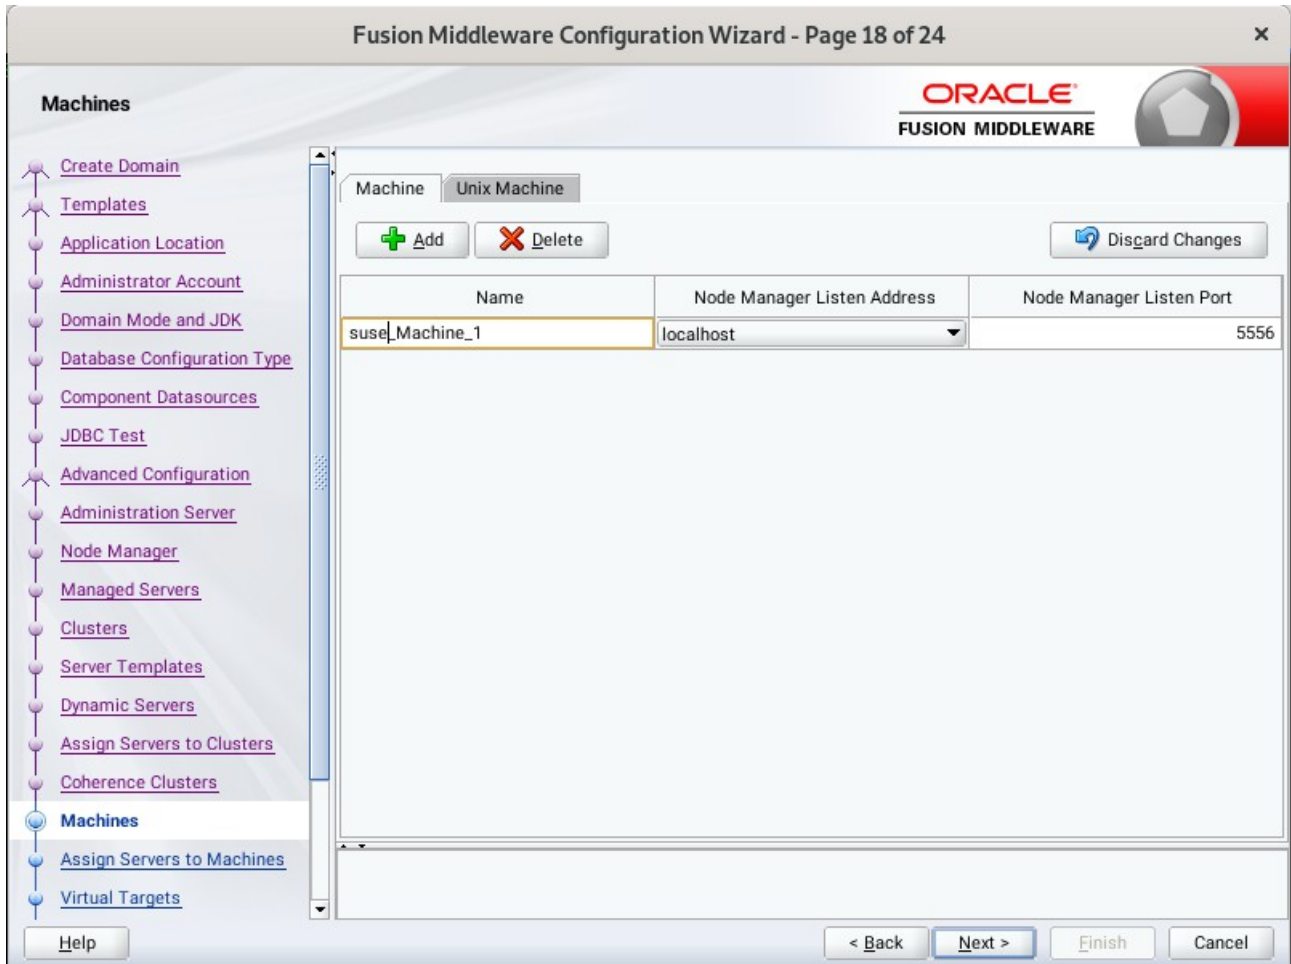 Fusion Middleware Configuration Wizard - Page 18 of 24
Machines
ORACLE
FUSION MIDDLEWARE
Create Domain
Templates
Application Location
Administrator Account
Domain Mode and JDK
Database Configuration Type
Component Datasources
JDBC Test
Advanced Configuration
Administration Server
Node Manager
Managed Servers
Clusters
Server Templates
Dynamic Servers
Assign Servers to Clusters
Coherence Clusters
Machines
Assign Servers to Machines
Virtual Targets
Machine Unix Machine
Add Delete Discard Changes
Name Node Manager Listen Address Node Manager Listen Port
suse_Machine_1 localhost 5556
Help < Back Next > Finish Cancel